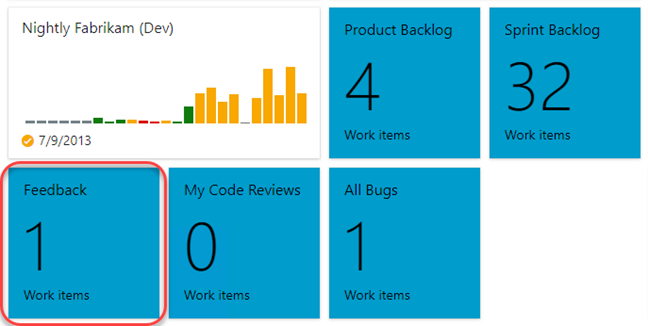 Nightly Fabrikam (Dev)
7/9/2013
Product Backlog
4
Work items
Sprint Backlog
32
Work items
Feedback
1
Work items
My Code Reviews
0
Work items
All Bugs
1
Work items